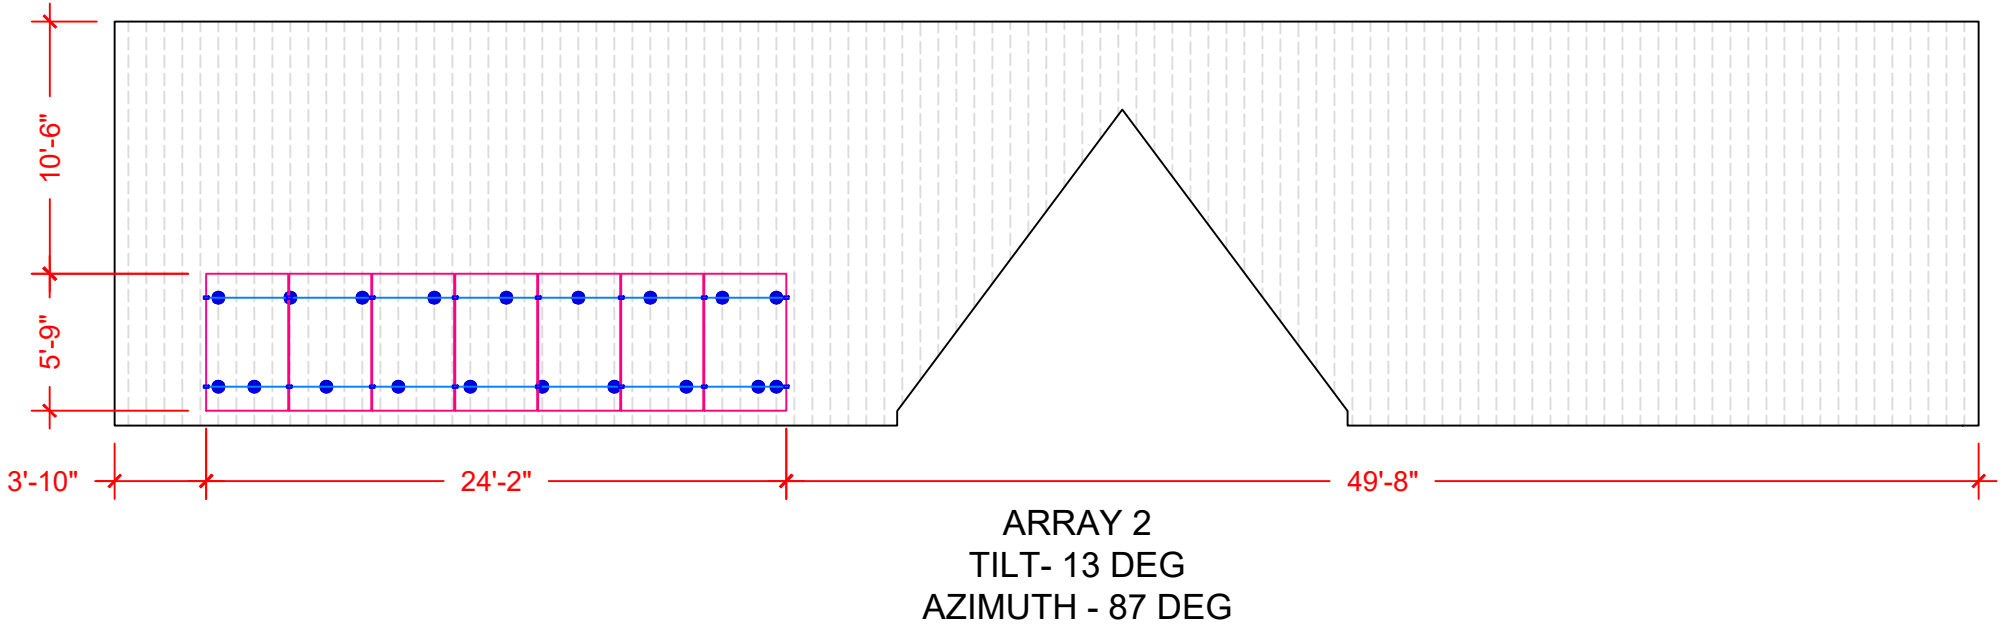 10'-6"
5'-9"
3'-10"
24'-2"
49'-8"
ARRAY 2
TILT- 13 DEG
AZIMUTH - 87 DEG